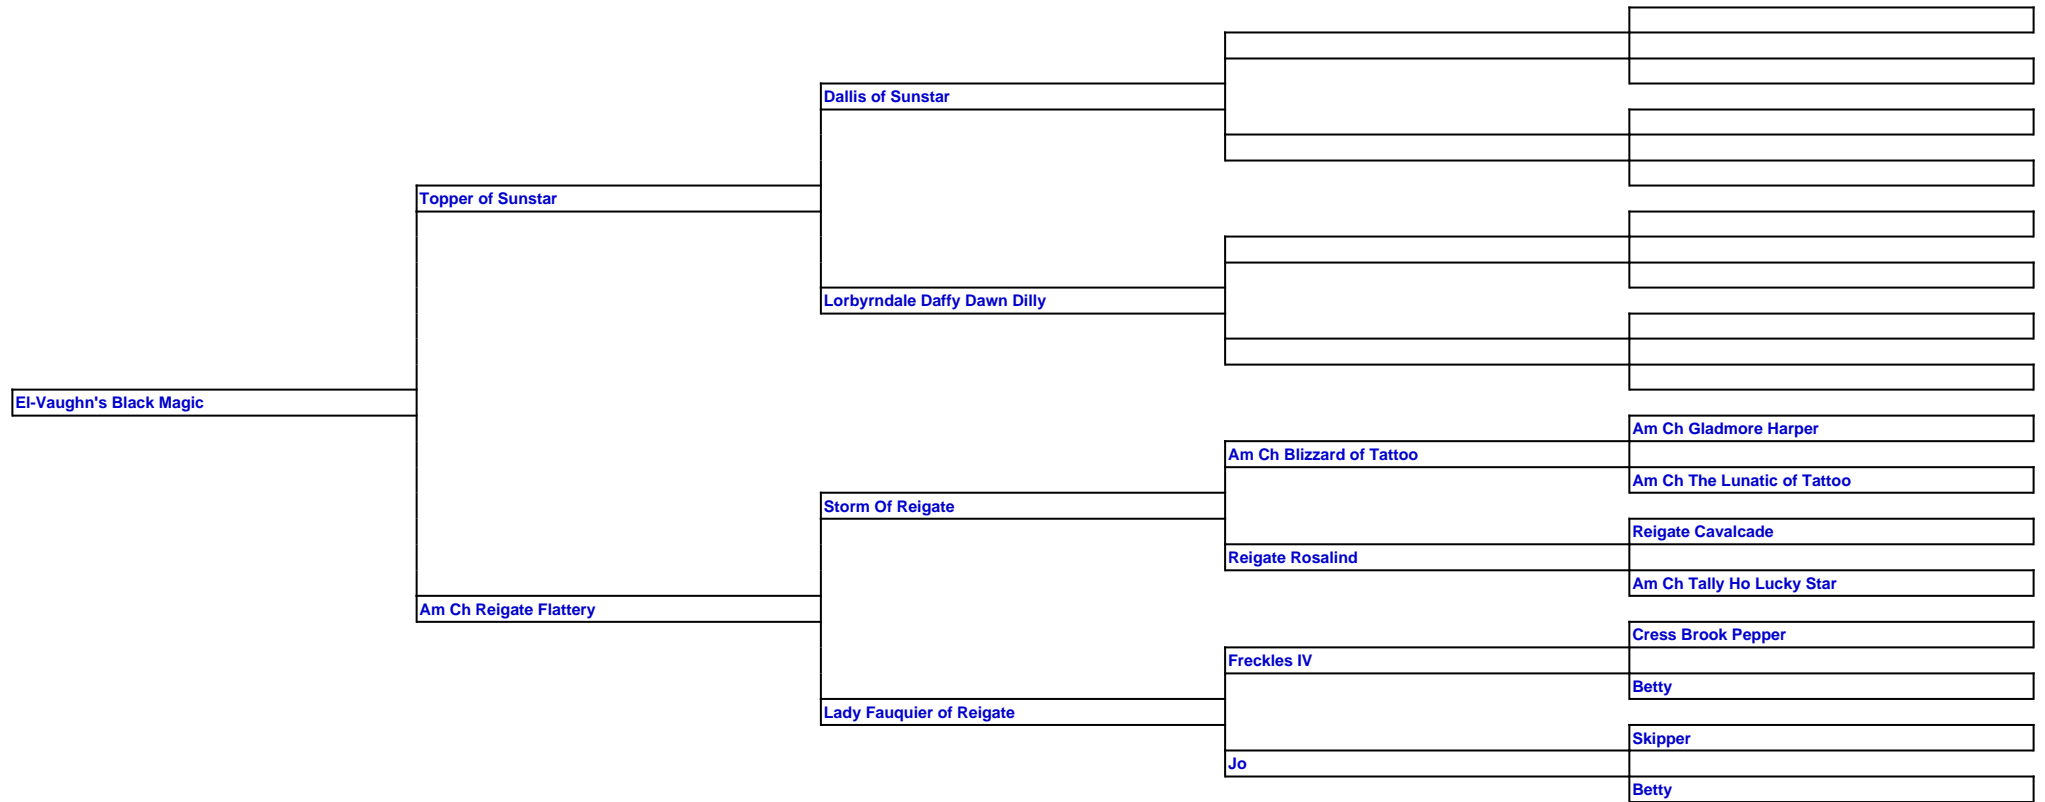 Dallis of Sunstar
Topper of Sunstar
Lorbyrndale Daffy Dawn Dilly
El-Vaughn's Black Magic
Am Ch Gladmore Harper
Am Ch Blizzard of Tattoo
Am Ch The Lunatic of Tattoo
Storm Of Reigate
Reigate Cavalcade
Reigate Rosalind
Am Ch Tally Ho Lucky Star
Am Ch Reigate Flattery
Cress Brook Pepper
Freckles IV
Betty
Lady Fauquier of Reigate
Skipper
Jo
Betty